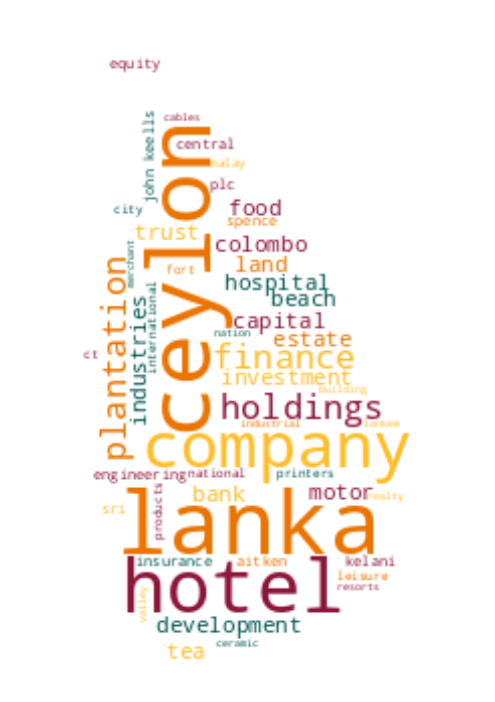 equity
cables
john keells
central
malay
plc
city
food
spence
trust
colombo
ceylon
merchant
land
fort
hospital
international
beach
plantation
industries
capital
nation
estate
ct
finance
investment
building
holdings
industrial
lankem
company
engineering
national
printers
products
bank
motor
realty
sri
lanka
insurance
aitken
kelani
leisure
hotel
resorts
valley
development
ceramic
tea